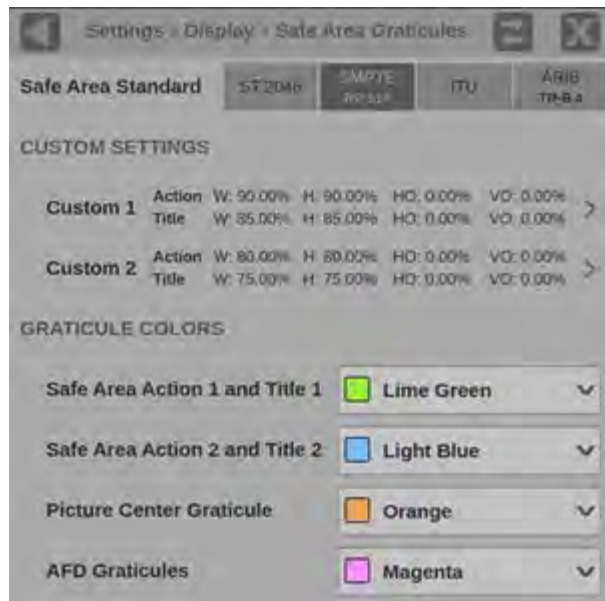 Settings › Display › Safe Area Graticules
Safe Area Standard
ST 2046
SMPTE
ITU
ARIB
TR-B.4
CUSTOM SETTINGS
Custom 1
Action W: 90.00% H: 90.00% HO: 0.00% VO: 0.00%
Title W: 85.00% H: 85.00% HO: 0.00% VO: 0.00%
Custom 2
Action W: 80.00% H: 80.00% HO: 0.00% VO: 0.00%
Title W: 75.00% H: 75.00% HO: 0.00% VO: 0.00%
GRATICULE COLORS
Safe Area Action 1 and Title 1 Lime Green
Safe Area Action 2 and Title 2 Light Blue
Picture Center Graticule Orange
AFD Graticules Magenta